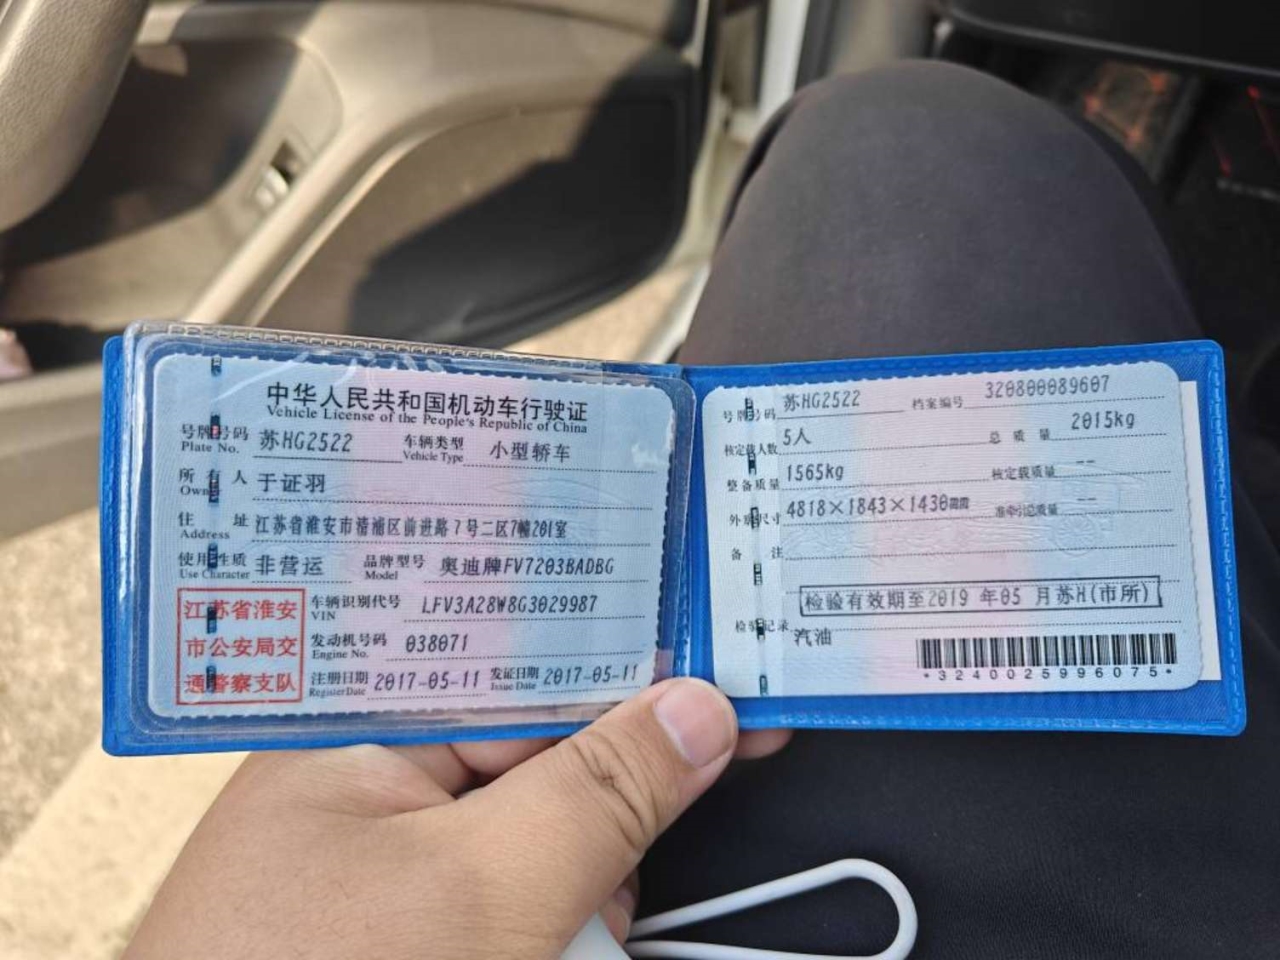 中华人民共和国机动车行驶证
Vehicle License of the People's Republic of China
号牌号码 苏HG2522 车辆类型 小型轿车
Plate No. Vehicle Type
所有人 于证羽
Owner
住址 江苏省淮安市清浦区前进路7号二区7幢201室
Address
使用性质 非营运 品牌型号 奥迪牌FV7203BADBG
Use Character Model
江苏省淮安
市公安局交
通警察支队
车辆识别代号 LFV3A28W8G3029987
VIN
发动机号码 038071
Engine No.
注册日期 2017-05-11 发证日期 2017-05-11
Register Date Issue Date
号牌号码 苏HG2522 档案编号 320800089607
核定载人数 5人 总质量 2015kg
整备质量 1565kg 核定载质量 --
外廓尺寸 4818×1843×1430mm 准牵引总质量 --
备注
检验有效期至2019年05月苏H(市所)
检验记录
汽油
*3240025996075*